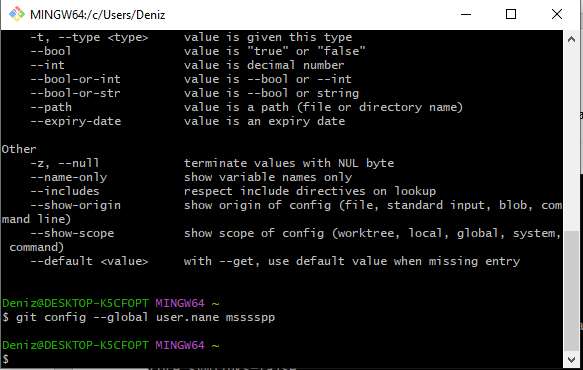 MINGW64:/c/Users/Deniz
-t, --type <type> value is given this type
--bool value is "true" or "false"
--int value is decimal number
--bool-or-int value is --bool or --int
--bool-or-str value is --bool or string
--path value is a path (file or directory name)
--expiry-date value is an expiry date
Other
-z, --null terminate values with NUL byte
--name-only show variable names only
--includes respect include directives on lookup
--show-origin show origin of config (file, standard input, blob, com
mand line)
--show-scope show scope of config (worktree, local, global, system,
command)
--default <value> with --get, use default value when missing entry
Deniz@DESKTOP-K5CFOPT MINGW64 ~
$ git config --global user.nane msssspp
Deniz@DESKTOP-K5CFOPT MINGW64 ~
$